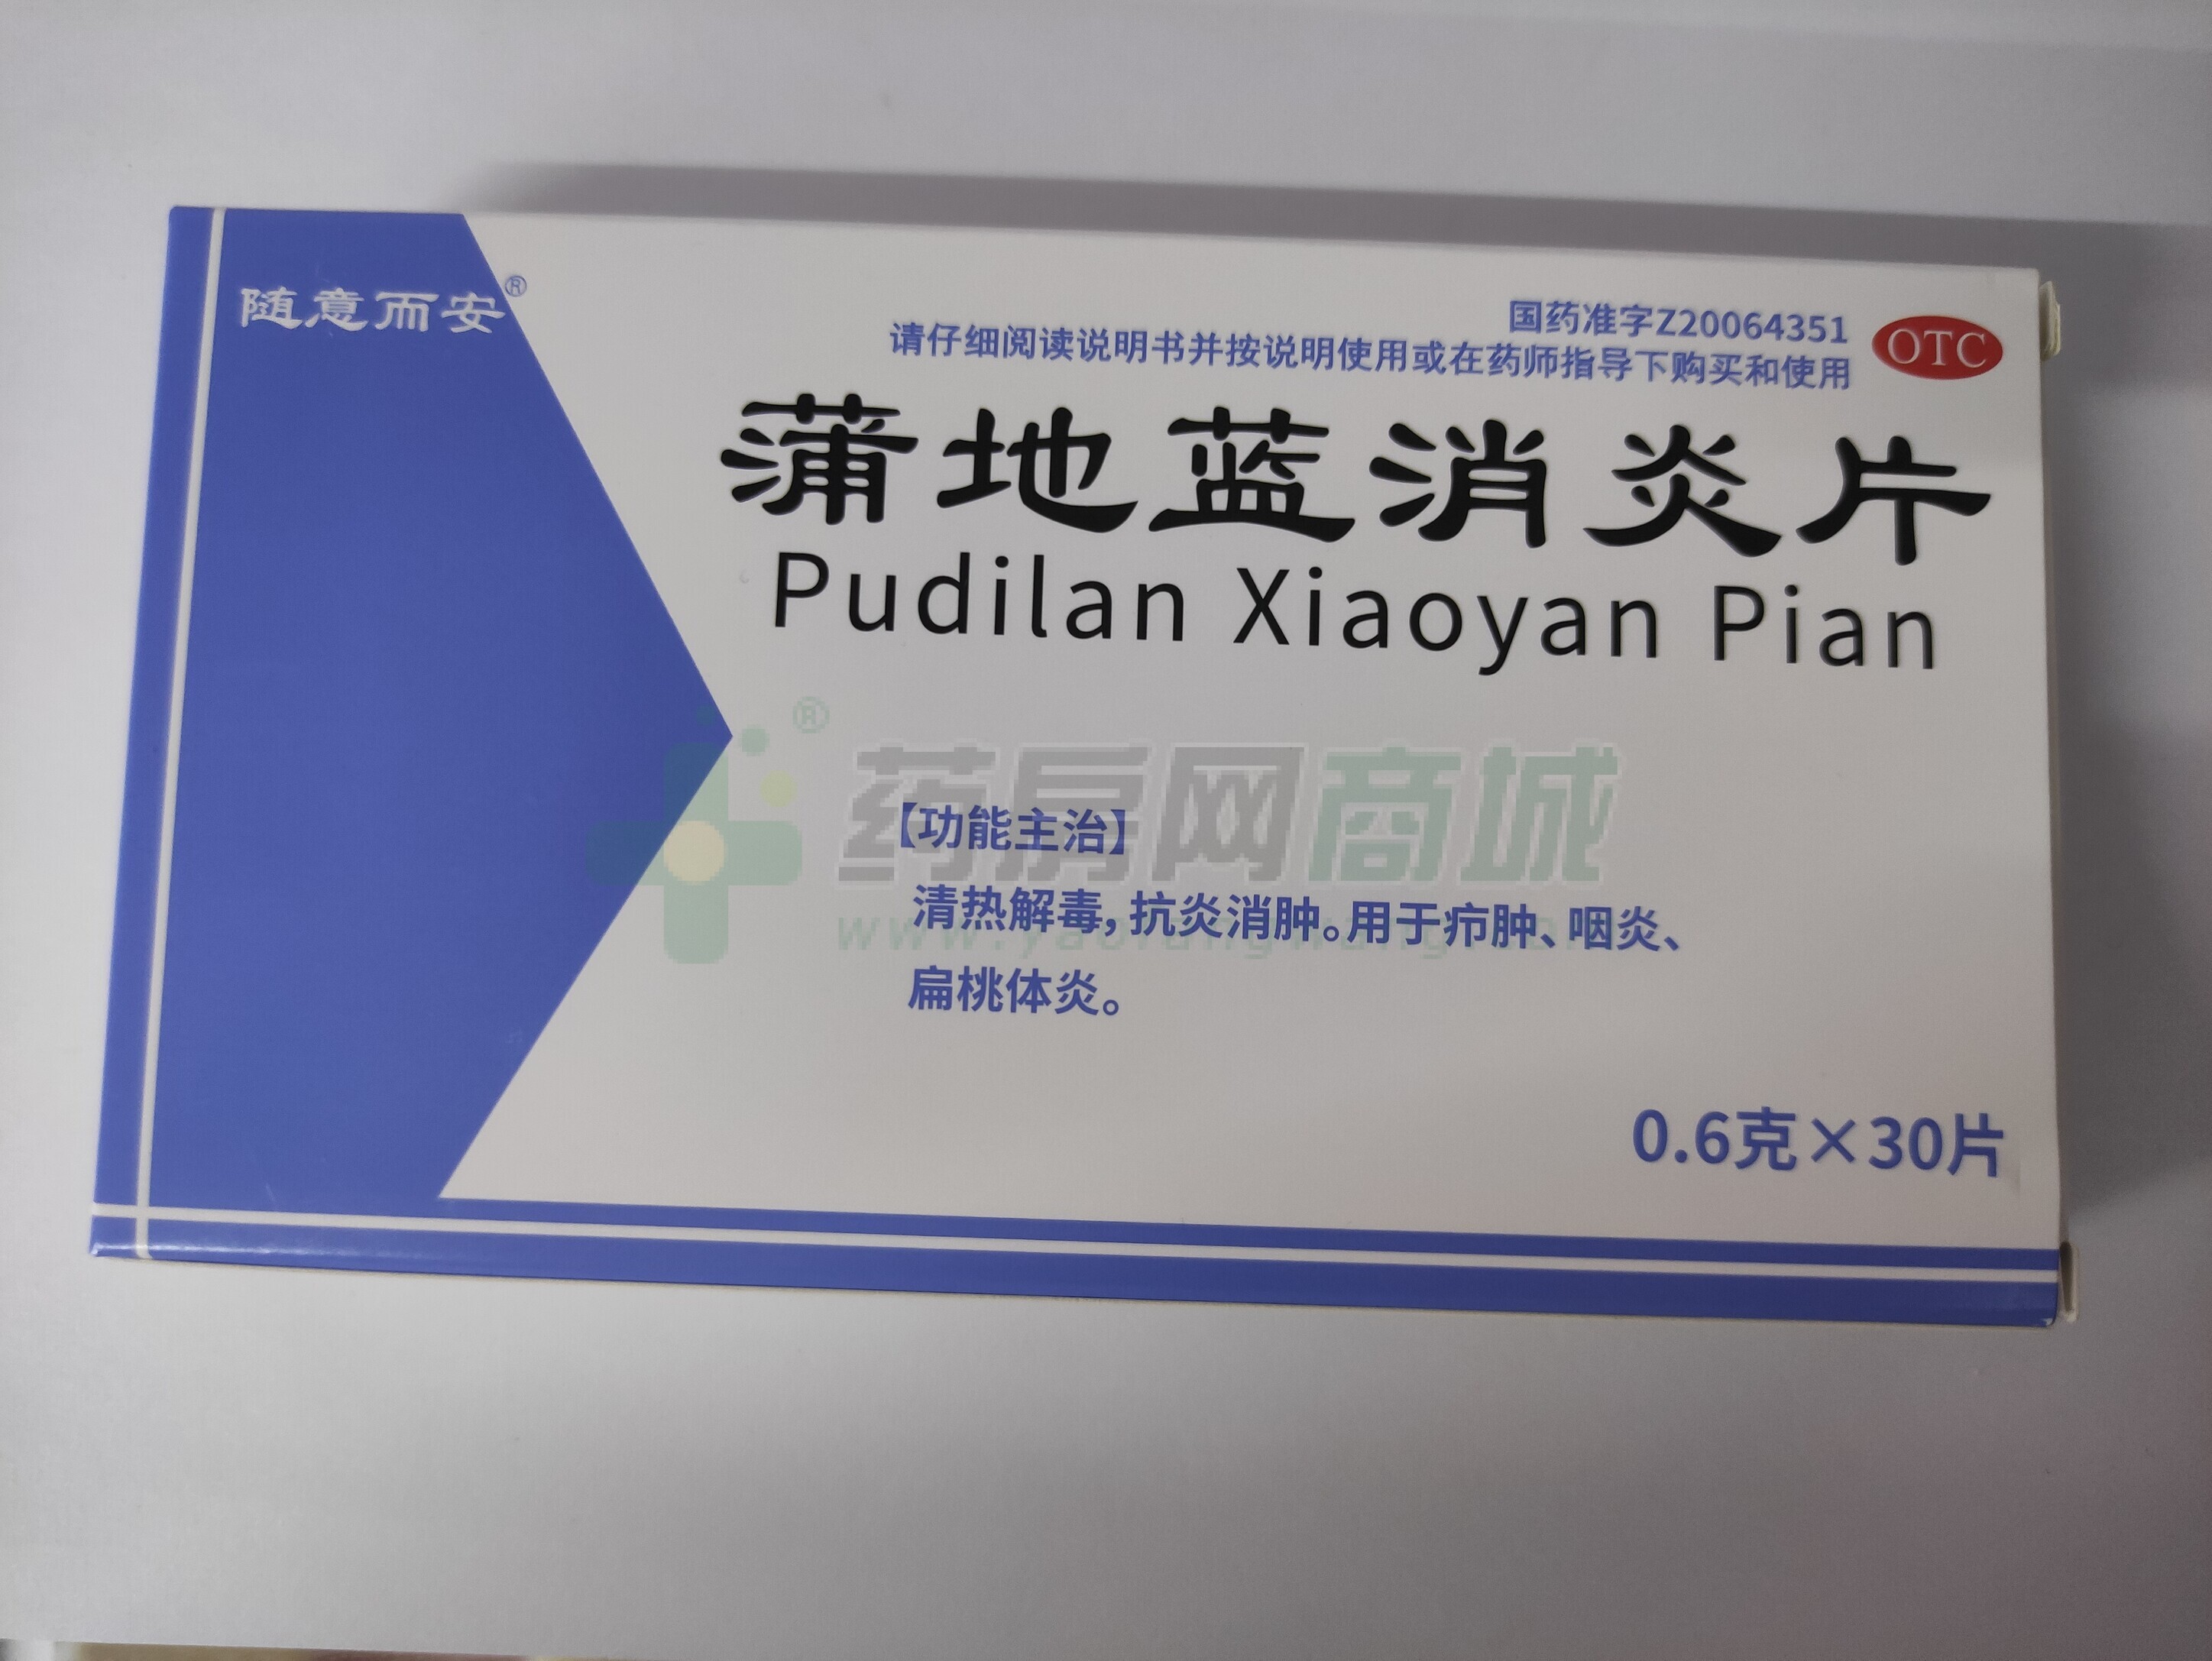 随意而安®
国药准字Z20064351
请仔细阅读说明书并按说明使用或在药师指导下购买和使用
OTC
蒲地蓝消炎片
Pudilan Xiaoyan Pian
®
药房网商城
【功能主治】
清热解毒，抗炎消肿。用于疖肿、咽炎、
扁桃体炎。
0.6克×30片